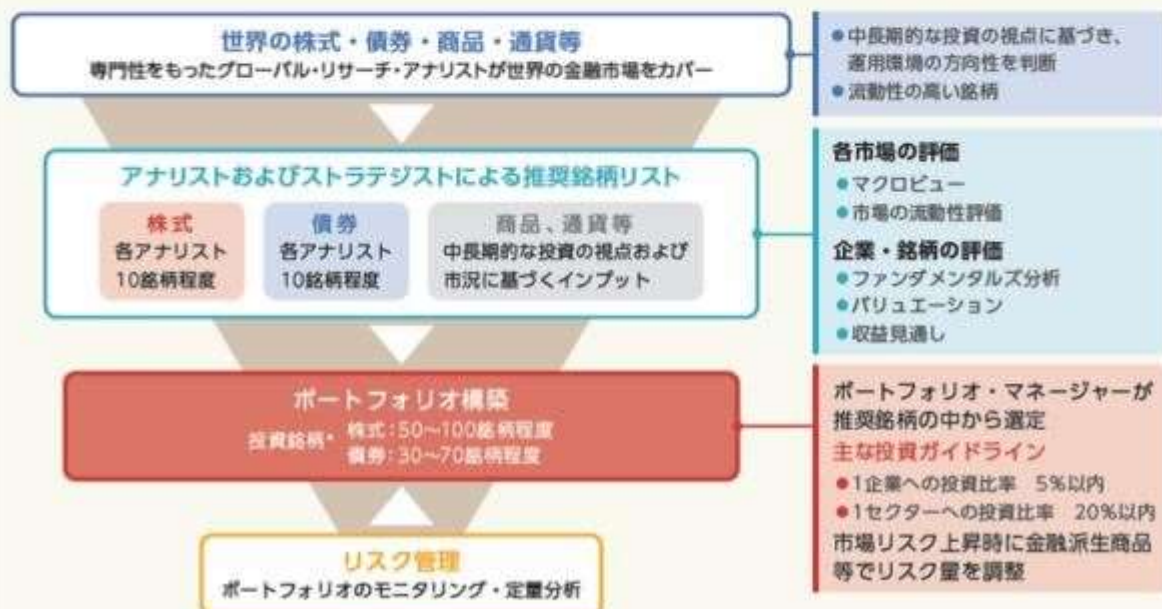 世界の株式・債券・商品・通貨等
専門性をもったグローバル・リサーチ・アナリストが世界の金融市場をカバー
●中長期的な投資の視点に基づき、
運用環境の方向性を判断
●流動性の高い銘柄
アナリストおよびストラテジストによる推奨銘柄リスト
株式
各アナリスト
10銘柄程度
債券
各アナリスト
10銘柄程度
商品、通貨等
中長期的な投資の視点および
市況に基づくインプット
各市場の評価
●マクロビュー
●市場の流動性評価
企業・銘柄の評価
●ファンダメンタルズ分析
●バリュエーション
●収益見通し
ポートフォリオ構築
投資銘柄* 株式:50〜100銘柄程度
債券:30〜70銘柄程度
ポートフォリオ・マネージャーが
推奨銘柄の中から選定
主な投資ガイドライン
●1企業への投資比率 5%以内
●1セクターへの投資比率 20%以内
市場リスク上昇時に金融派生商品
等でリスク量を調整
リスク管理
ポートフォリオのモニタリング・定量分析